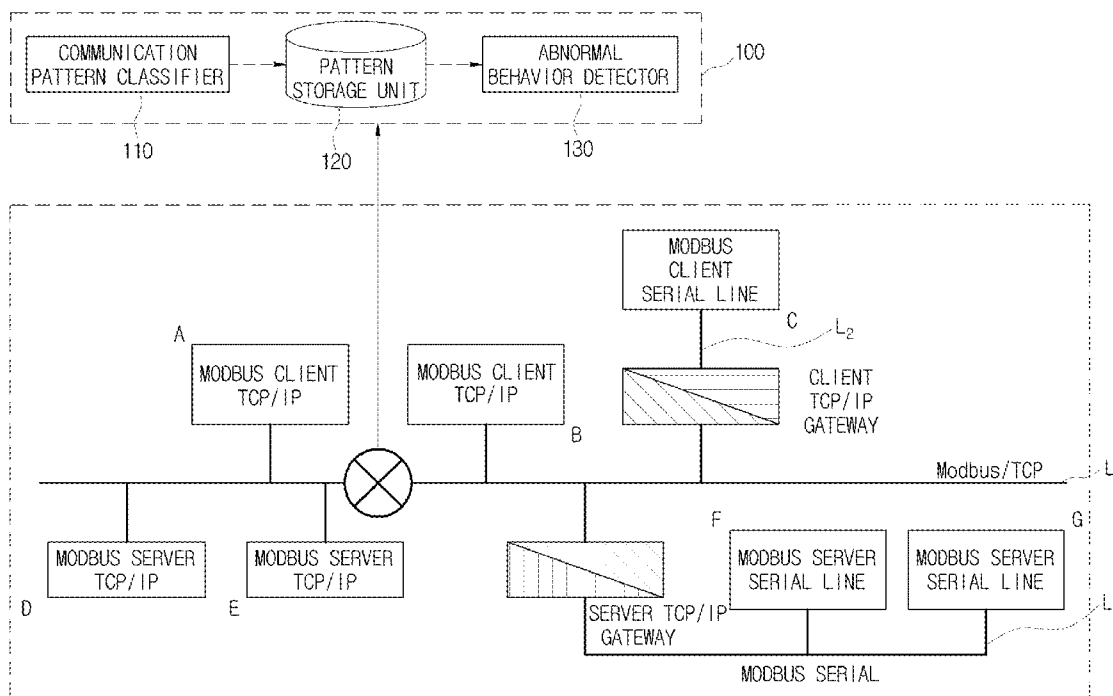 COMMUNICATION
PATTERN CLASSIFIER
PATTERN
STORAGE UNIT
ABNORMAL
BEHAVIOR DETECTOR
100
110
120
130
MODBUS
CLIENT
SERIAL LINE
C
L2
A
MODBUS CLIENT
TCP/IP
MODBUS CLIENT
TCP/IP
B
CLIENT
TCP/IP
GATEWAY
Modbus/TCP
L
MODBUS SERVER
TCP/IP
D
MODBUS SERVER
TCP/IP
E
SERVER TCP/IP
GATEWAY
F
MODBUS SERVER
SERIAL LINE
G
MODBUS SERVER
SERIAL LINE
L
MODBUS SERIAL